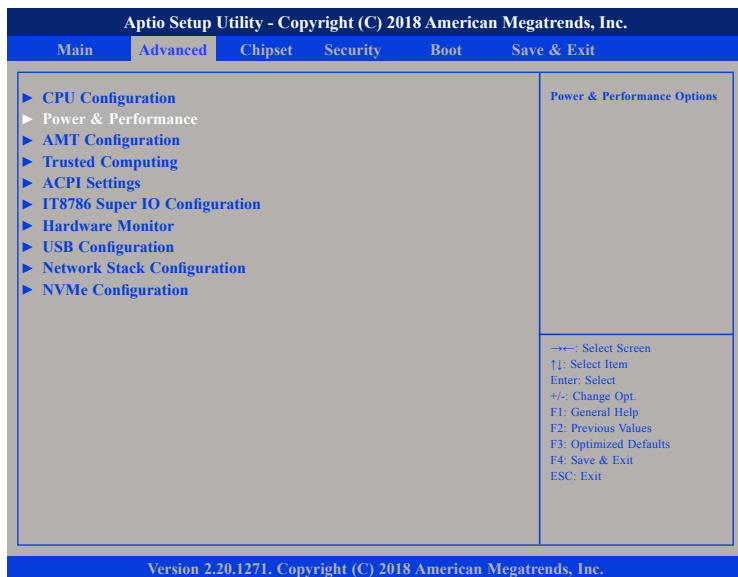 Aptio Setup Utility - Copyright (C) 2018 American Megatrends, Inc.
Main Advanced Chipset Security Boot Save & Exit
► CPU Configuration
► Power & Performance
► AMT Configuration
► Trusted Computing
► ACPI Settings
► IT8786 Super IO Configuration
► Hardware Monitor
► USB Configuration
► Network Stack Configuration
► NVMe Configuration
Power & Performance Options
→←: Select Screen
↑↓: Select Item
Enter: Select
+/-: Change Opt.
F1: General Help
F2: Previous Values
F3: Optimized Defaults
F4: Save & Exit
ESC: Exit
Version 2.20.1271. Copyright (C) 2018 American Megatrends, Inc.